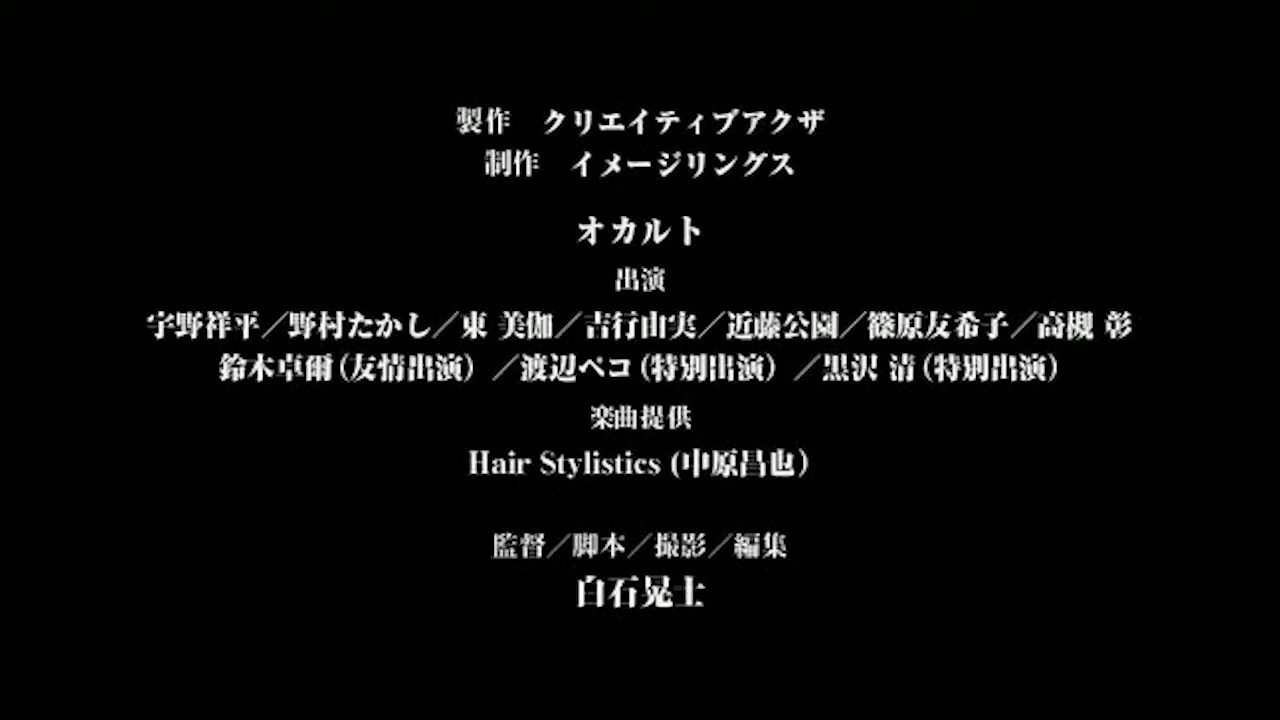 製作　クリエイティブアクザ
制作　イメージリングス
オカルト
出演
宇野祥平／野村たかし／東 美伽／吉行由実／近藤公園／篠原友希子／高槻 彰
鈴木卓爾（友情出演）／渡辺ペコ（特別出演）／黒沢 清（特別出演）
楽曲提供
Hair Stylistics (中原昌也)
監督／脚本／撮影／編集
白石晃士